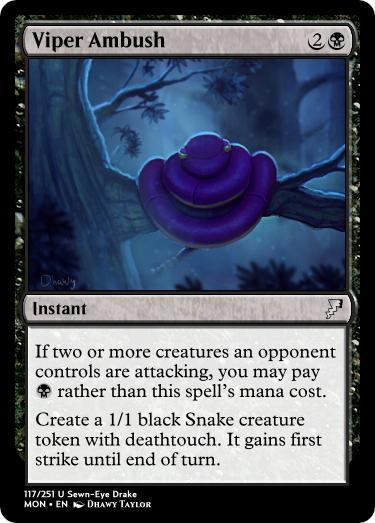 Viper Ambush 2
Dhawy
Instant
If two or more creatures an opponent
controls are attacking, you may pay
rather than this spell's mana cost.
Create a 1/1 black Snake creature
token with deathtouch. It gains first
strike until end of turn.
117/251 U Sewn-Eye Drake
MON • EN Dhawy Taylor